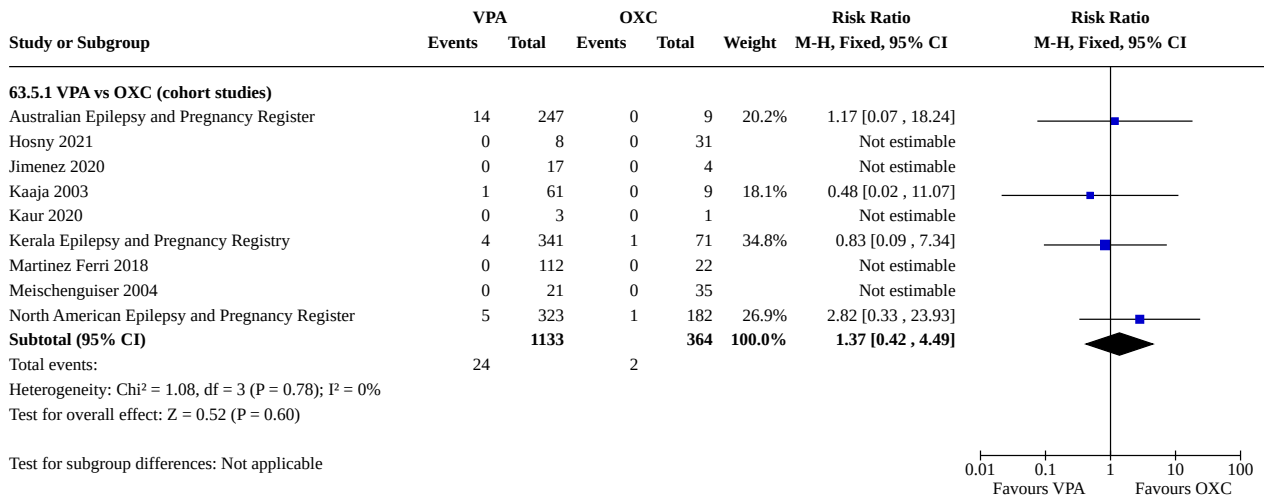 VPA OXC Risk Ratio Risk Ratio
Study or Subgroup Events Total Events Total Weight M-H, Fixed, 95% CI M-H, Fixed, 95% CI
63.5.1 VPA vs OXC (cohort studies)
Australian Epilepsy and Pregnancy Register 14 247 0 9 20.2% 1.17 [0.07 , 18.24]
Hosny 2021 0 8 0 31 Not estimable
Jimenez 2020 0 17 0 4 Not estimable
Kaaja 2003 1 61 0 9 18.1% 0.48 [0.02 , 11.07]
Kaur 2020 0 3 0 1 Not estimable
Kerala Epilepsy and Pregnancy Registry 4 341 1 71 34.8% 0.83 [0.09 , 7.34]
Martinez Ferri 2018 0 112 0 22 Not estimable
Meischenguiser 2004 0 21 0 35 Not estimable
North American Epilepsy and Pregnancy Register 5 323 1 182 26.9% 2.82 [0.33 , 23.93]
Subtotal (95% CI) 1133 364 100.0% 1.37 [0.42 , 4.49]
Total events: 24 2
Heterogeneity: Chi² = 1.08, df = 3 (P = 0.78); I² = 0%
Test for overall effect: Z = 0.52 (P = 0.60)
Test for subgroup differences: Not applicable
0.01 0.1 1 10 100
Favours VPA Favours OXC